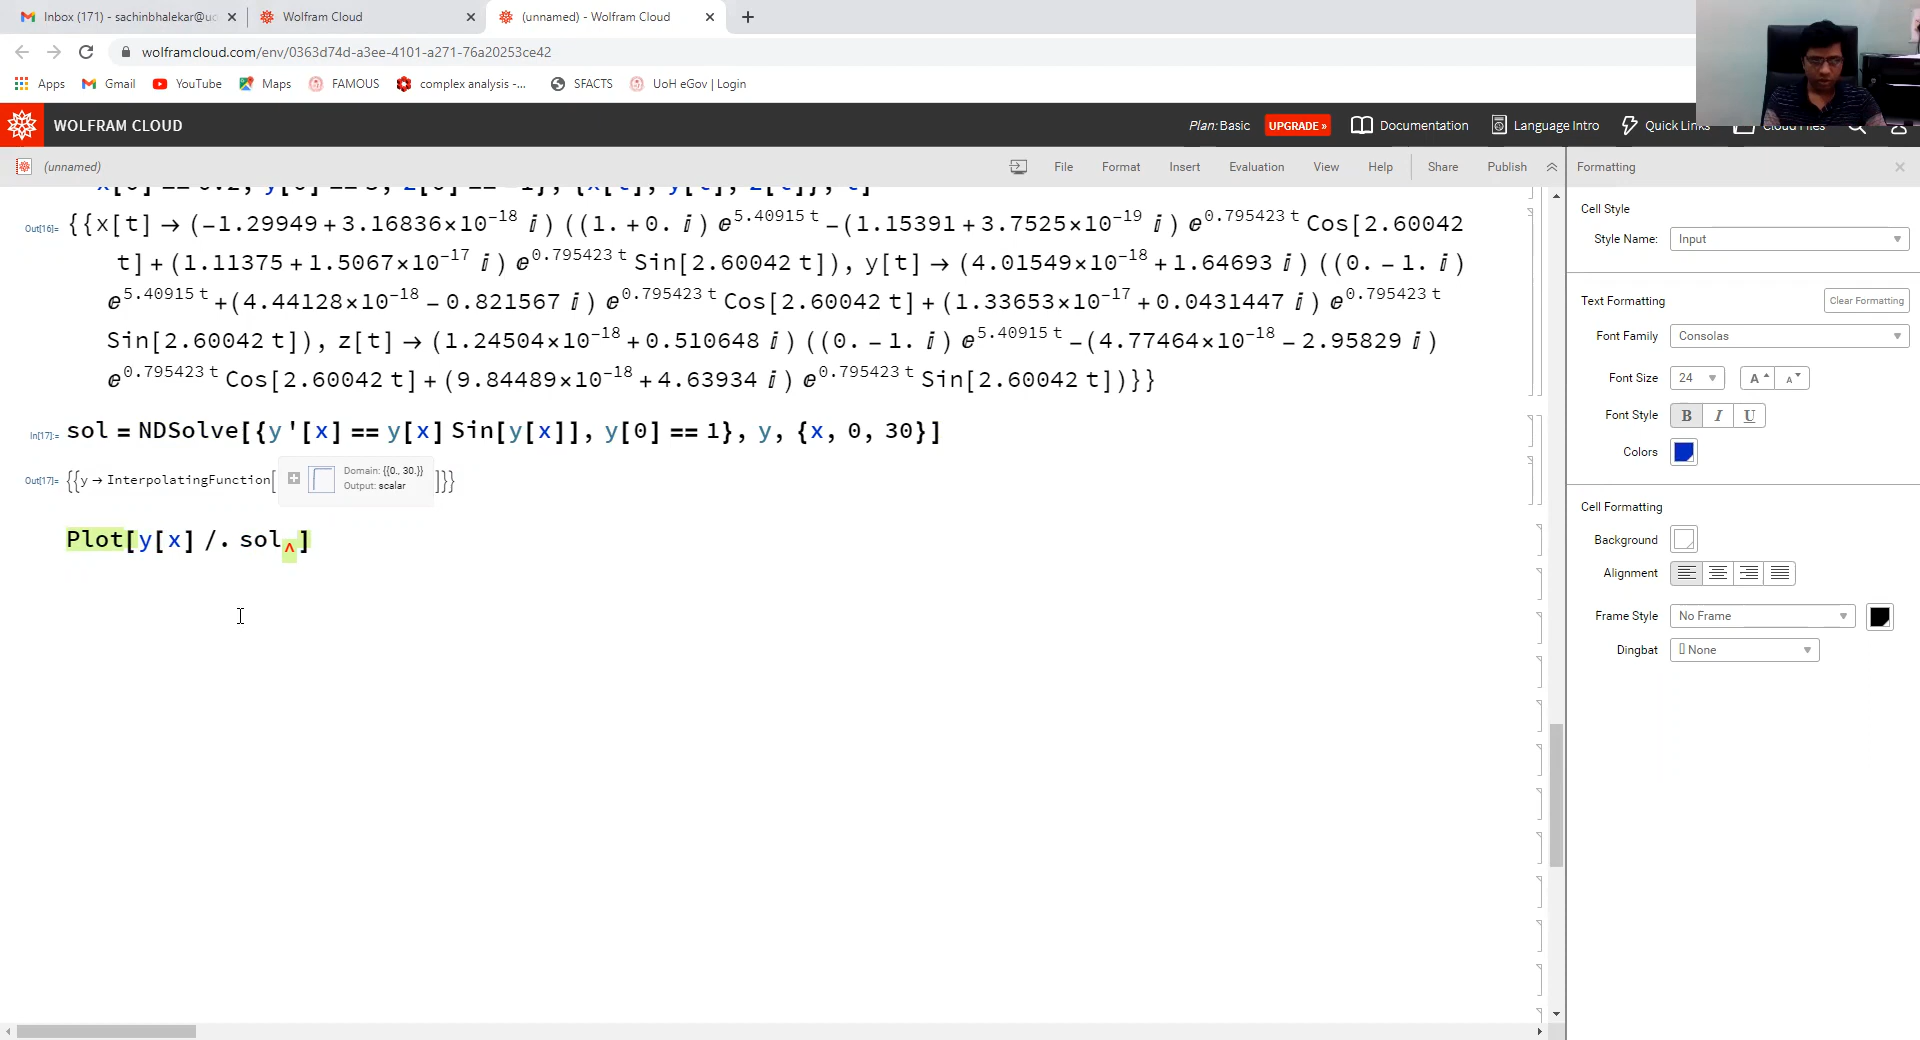 Inbox (171) - sachinbhalekar@uo
Wolfram Cloud
(unnamed) - Wolfram Cloud
wolframcloud.com/env/0363d74d-a3ee-4101-a271-76a20253ce42
Apps Gmail YouTube Maps FAMOUS complex analysis -... SFACTS UoH eGov | Login
WOLFRAM CLOUD
Plan: Basic UPGRADE » Documentation Language Intro Quick Links Cloud Files
(unnamed) File Format Insert Evaluation View Help Share Publish
Out[16]= {{x[t] → (-1.29949 + 3.16836×10^-18 ⅈ) ((1. + 0. ⅈ) ⅇ^5.40915 t - (1.15391 + 3.7525×10^-19 ⅈ) ⅇ^0.795423 t Cos[2.60042
t] + (1.11375 + 1.5067×10^-17 ⅈ) ⅇ^0.795423 t Sin[2.60042 t]), y[t] → (4.01549×10^-18 + 1.64693 ⅈ) ((0. - 1. ⅈ)
ⅇ^5.40915 t + (4.44128×10^-18 - 0.821567 ⅈ) ⅇ^0.795423 t Cos[2.60042 t] + (1.33653×10^-17 + 0.0431447 ⅈ) ⅇ^0.795423 t
Sin[2.60042 t]), z[t] → (1.24504×10^-18 + 0.510648 ⅈ) ((0. - 1. ⅈ) ⅇ^5.40915 t - (4.77464×10^-18 - 2.95829 ⅈ)
ⅇ^0.795423 t Cos[2.60042 t] + (9.84489×10^-18 + 4.63934 ⅈ) ⅇ^0.795423 t Sin[2.60042 t])}}
In[17]:= sol = NDSolve[{y'[x] == y[x] Sin[y[x]], y[0] == 1}, y, {x, 0, 30}]
Out[17]= {{y → InterpolatingFunction[ Domain: {{0., 30.}}
Output: scalar ]}}
Plot[y[x] /. sol^]
Formatting
Cell Style
Style Name: Input
Text Formatting Clear Formatting
Font Family Consolas
Font Size 24 A A
Font Style B I U
Colors
Cell Formatting
Background
Alignment
Frame Style No Frame
Dingbat None